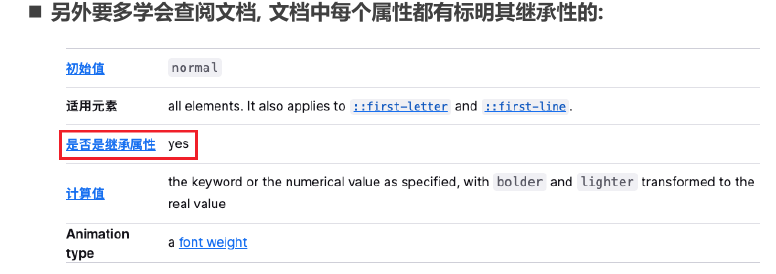 ■ 另外要多学会查阅文档, 文档中每个属性都有标明其继承性的:
初始值 normal
适用元素 all elements. It also applies to ::first-letter and ::first-line.
是否是继承属性 yes
计算值 the keyword or the numerical value as specified, with bolder and lighter transformed to the
real value
Animation
type a font weight